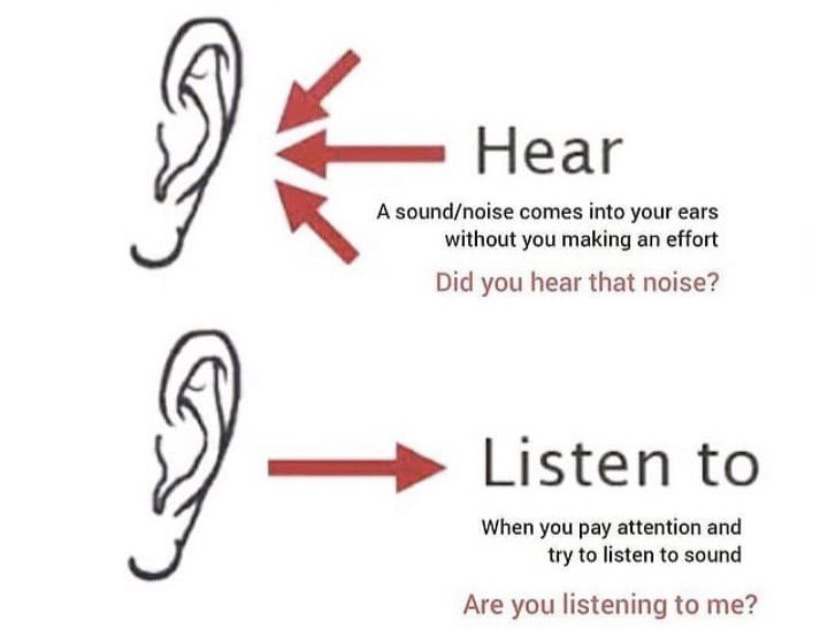 Hear
A sound/noise comes into your ears
without you making an effort
Did you hear that noise?
Listen to
When you pay attention and
try to listen to sound
Are you listening to me?